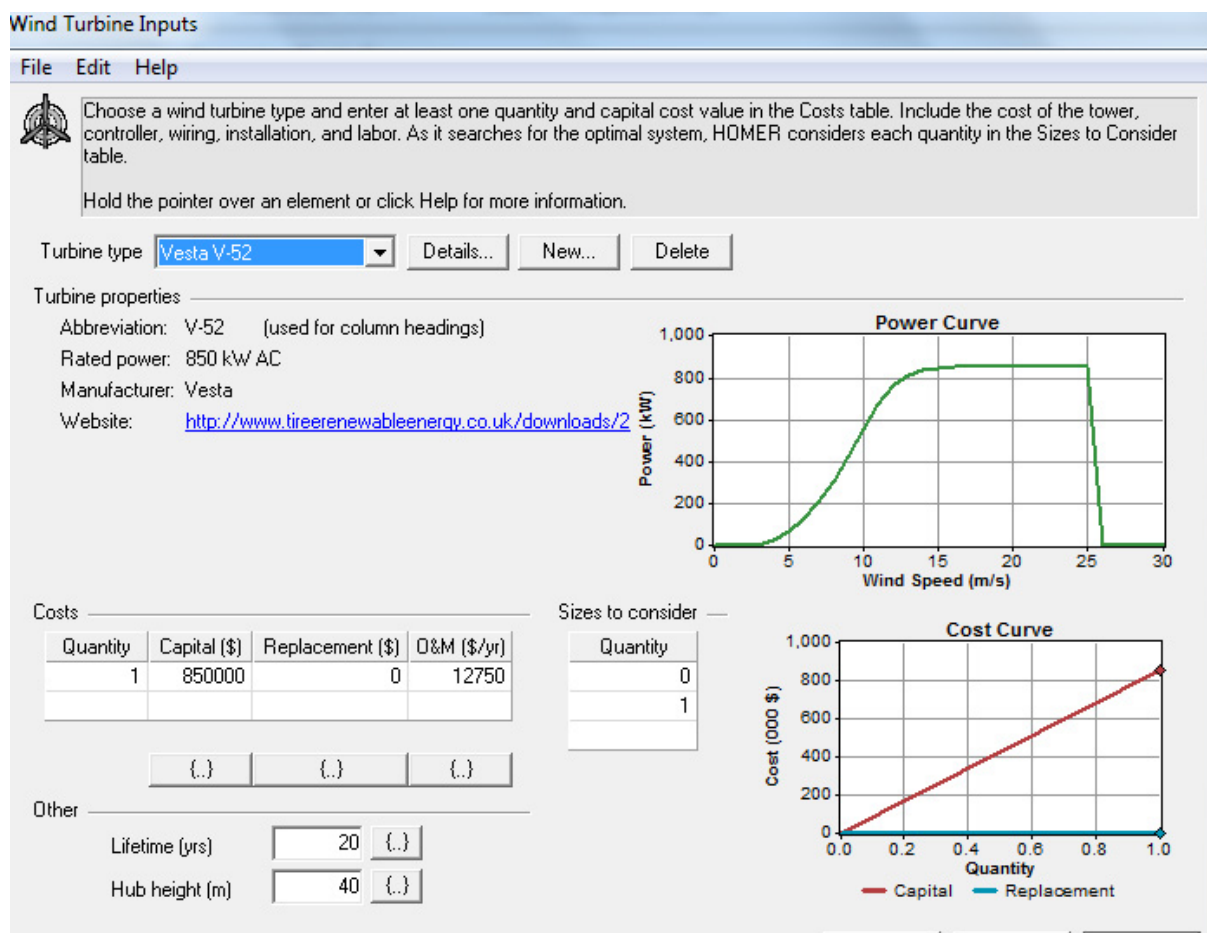 Wind Turbine Inputs
File Edit Help
Choose a wind turbine type and enter at least one quantity and capital cost value in the Costs table. Include the cost of the tower,
controller, wiring, installation, and labor. As it searches for the optimal system, HOMER considers each quantity in the Sizes to Consider
table.
Hold the pointer over an element or click Help for more information.
Turbine type Vesta V-52 Details... New... Delete
Turbine properties
Abbreviation: V-52 (used for column headings)
Rated power: 850 kW AC
Manufacturer: Vesta
Website: http://www.tireerenewableenergy.co.uk/downloads/2
Power Curve
Power (kW)
1,000
800
600
400
200
0
0 5 10 15 20 25 30
Wind Speed (m/s)
Costs
Quantity Capital ($) Replacement ($) O&M ($/yr)
1 850000 0 12750
{..} {..} {..}
Sizes to consider
Quantity
0
1
Cost Curve
Cost (000 $)
1,000
800
600
400
200
0
0.0 0.2 0.4 0.6 0.8 1.0
Quantity
Capital Replacement
Other
Lifetime (yrs) 20 {..}
Hub height (m) 40 {..}